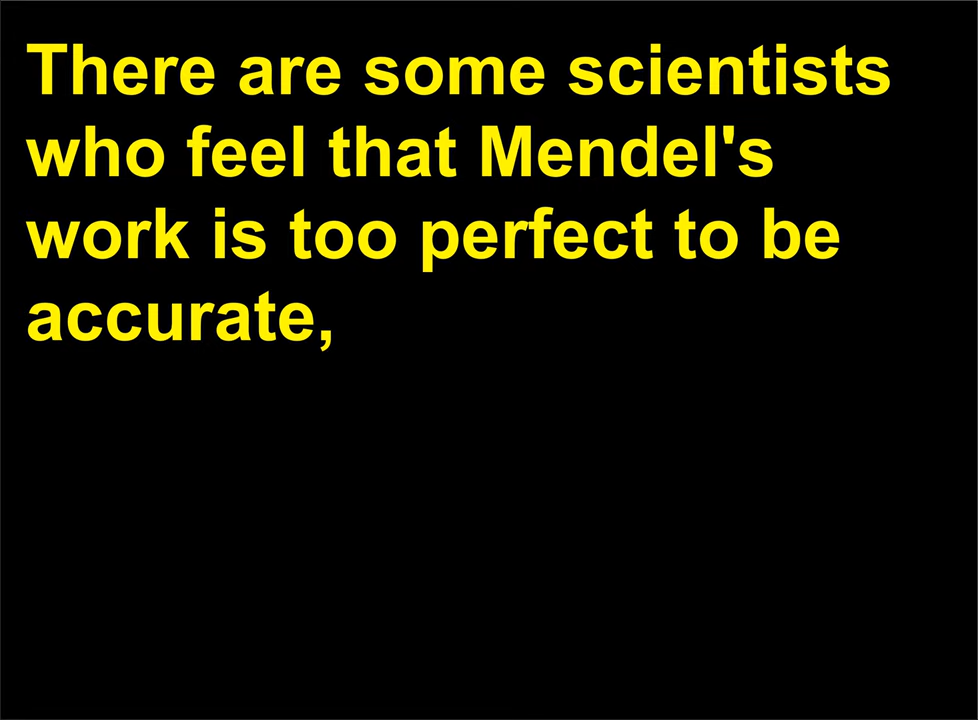 There are some scientists
who feel that Mendel's
work is too perfect to be
accurate,